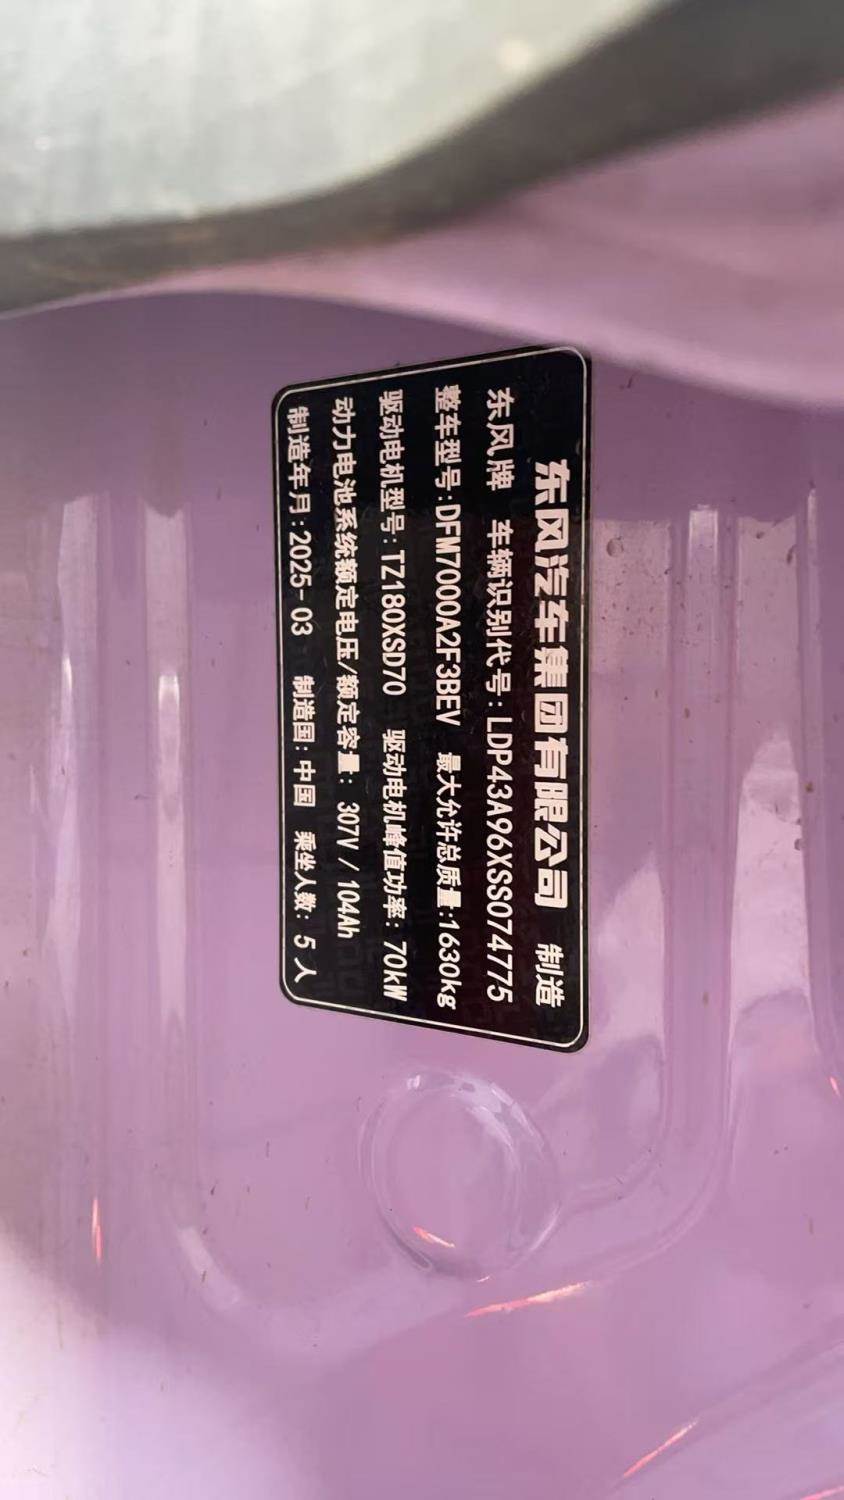 东风汽车集团有限公司 制造
东风牌 车辆识别代号:LDP43A96XSS074775
整车型号:DFM7000A2F3BEV 最大允许总质量:1630kg
驱动电机型号:TZ180XSD70 驱动电机峰值功率:70kW
动力电池系统额定电压/额定容量:307V / 104Ah
制造年月:2025-03 制造国:中国 乘坐人数:5人